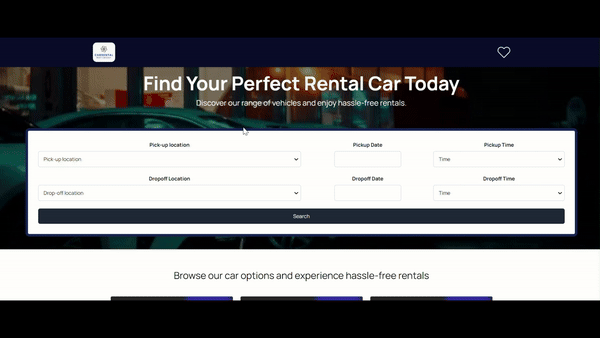 CARRENTAL
Find Your Perfect Rental Car Today
Discover our range of vehicles and enjoy hassle-free rentals.
Pick-up location Pickup Date Pickup Time
Pick-up location Time
Dropoff Location Dropoff Date Dropoff Time
Drop-off location Time
Search
Browse our car options and experience hassle-free rentals